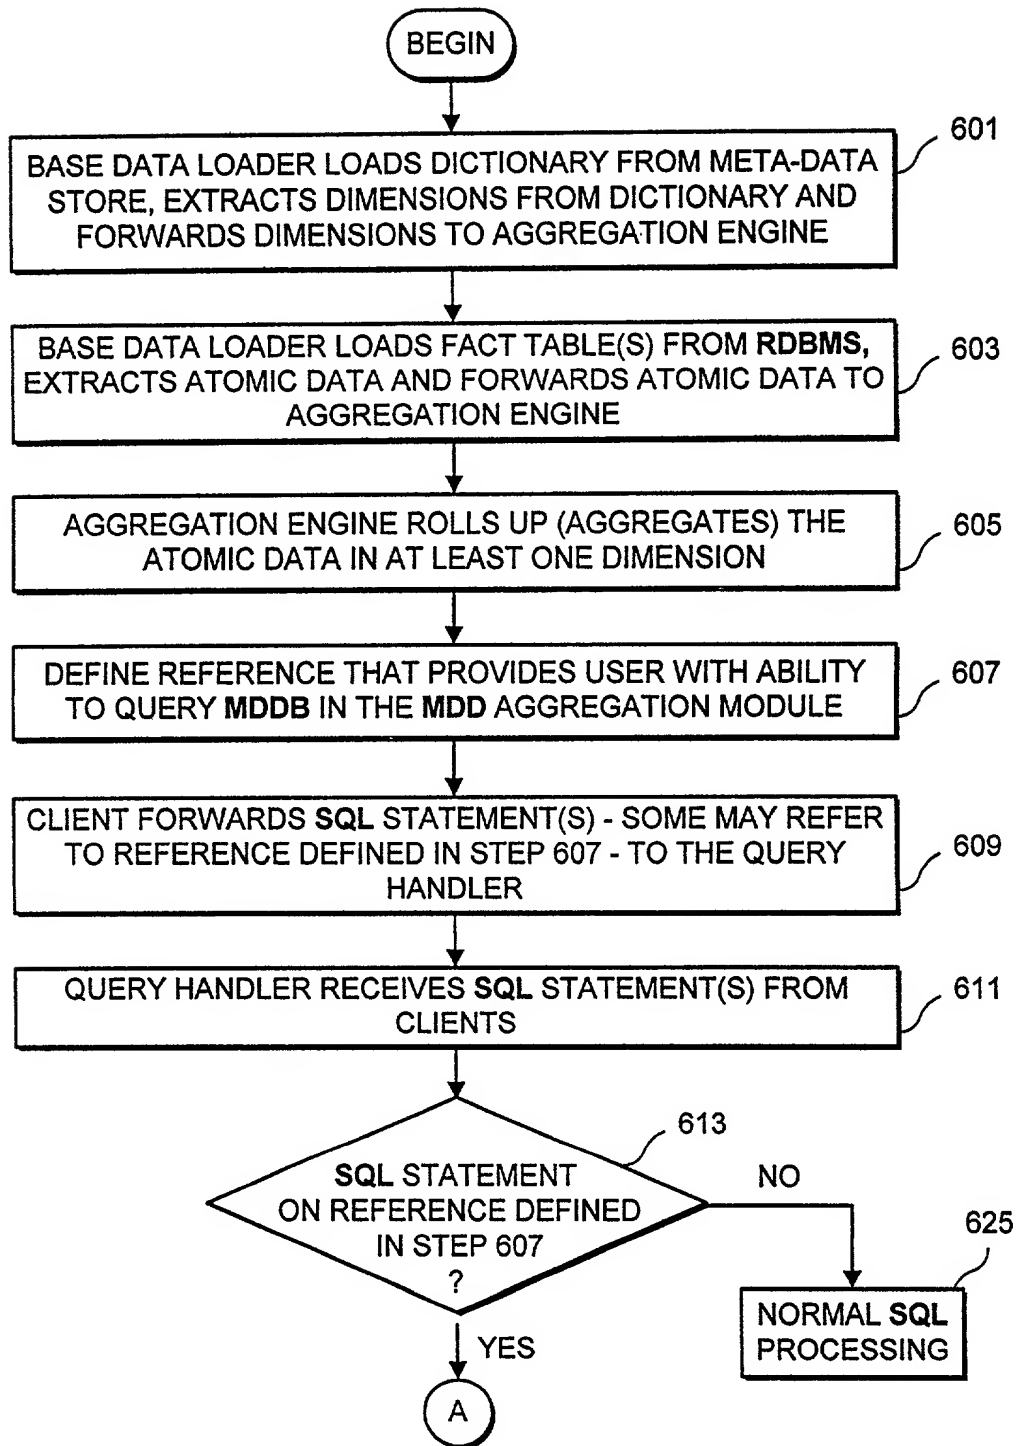 BEGIN
601
BASE DATA LOADER LOADS DICTIONARY FROM META-DATA
STORE, EXTRACTS DIMENSIONS FROM DICTIONARY AND
FORWARDS DIMENSIONS TO AGGREGATION ENGINE
603
BASE DATA LOADER LOADS FACT TABLE(S) FROM RDBMS,
EXTRACTS ATOMIC DATA AND FORWARDS ATOMIC DATA TO
AGGREGATION ENGINE
605
AGGREGATION ENGINE ROLLS UP (AGGREGATES) THE
ATOMIC DATA IN AT LEAST ONE DIMENSION
607
DEFINE REFERENCE THAT PROVIDES USER WITH ABILITY
TO QUERY MDDB IN THE MDD AGGREGATION MODULE
609
CLIENT FORWARDS SQL STATEMENT(S) - SOME MAY REFER
TO REFERENCE DEFINED IN STEP 607 - TO THE QUERY
HANDLER
611
QUERY HANDLER RECEIVES SQL STATEMENT(S) FROM
CLIENTS
613
SQL STATEMENT
ON REFERENCE DEFINED
IN STEP 607
?
NO
625
NORMAL SQL
PROCESSING
YES
A